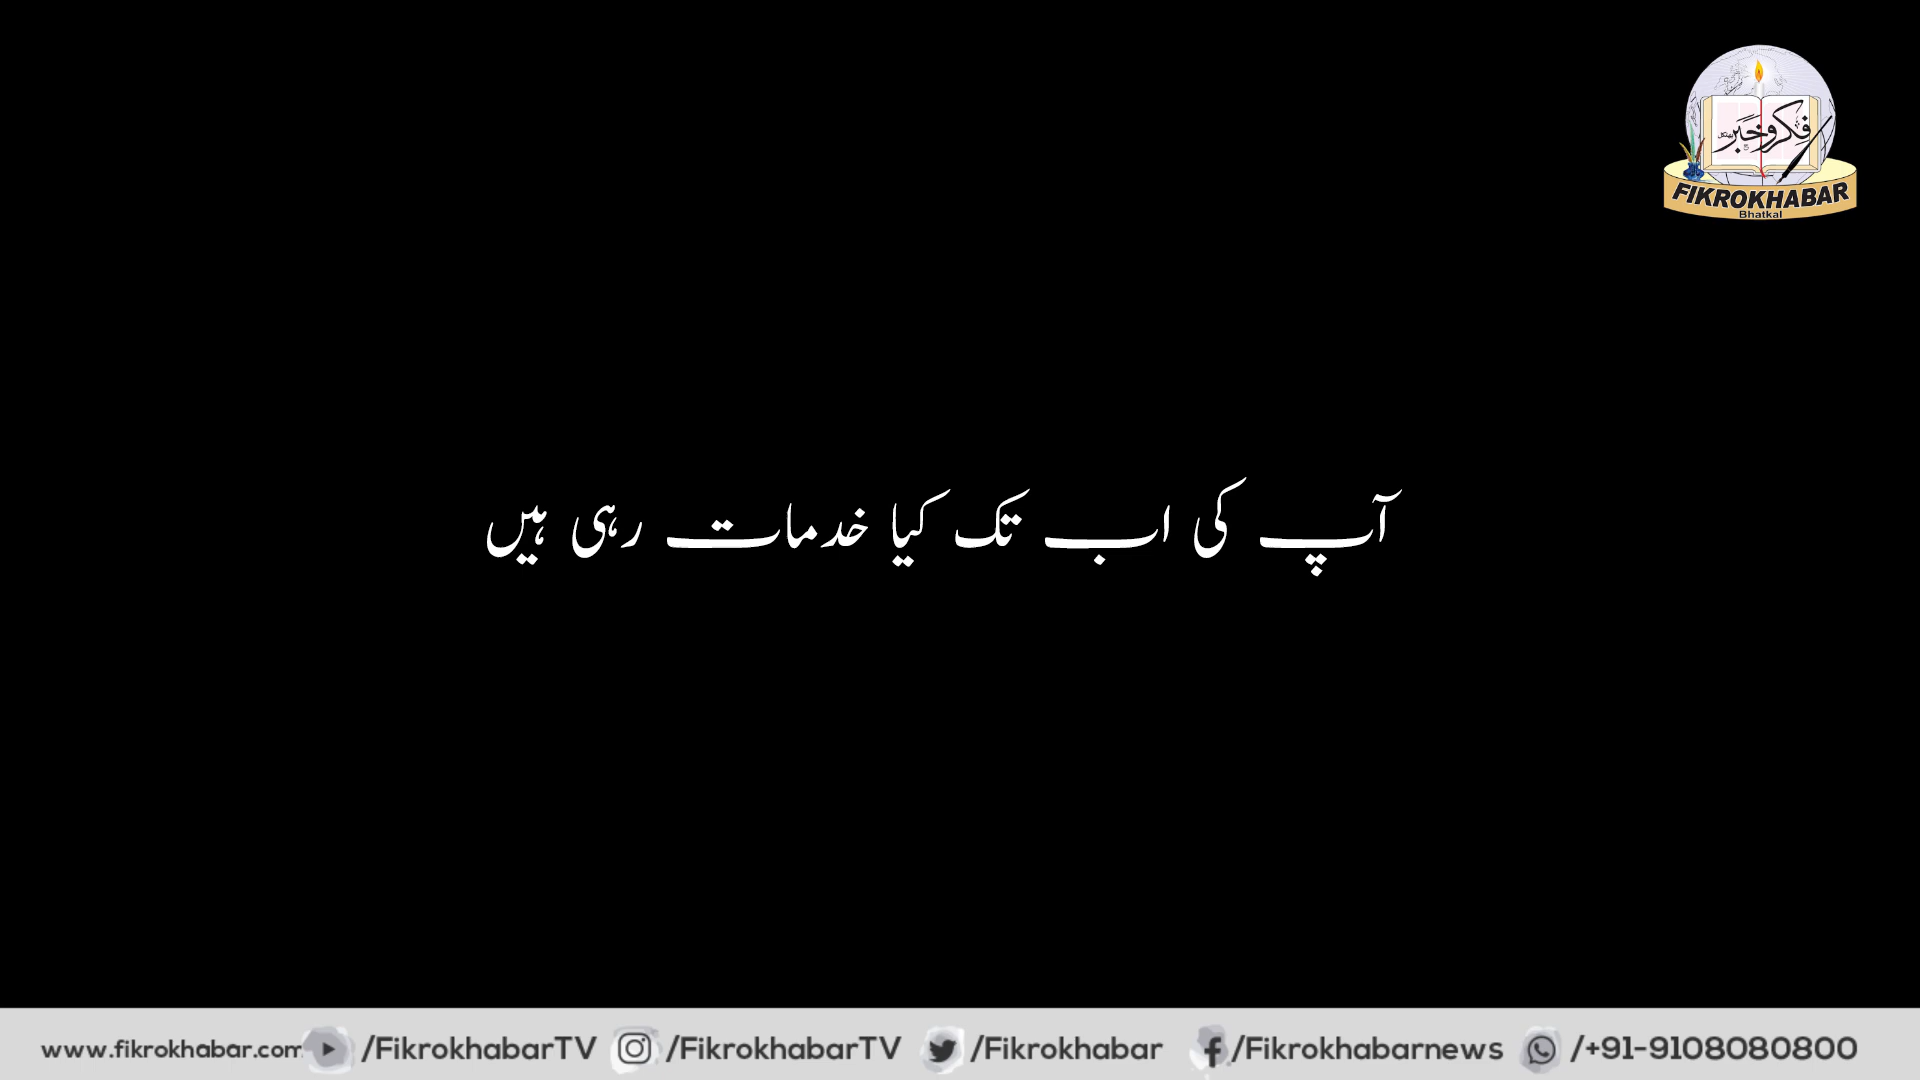 فکروخبر
FIKROKHABAR
Bhatkal
آپ کی اب تک کیا خدمات رہی ہیں
www.fikrokhabar.com /FikrokhabarTV /FikrokhabarTV /Fikrokhabar /Fikrokhabarnews /+91-9108080800